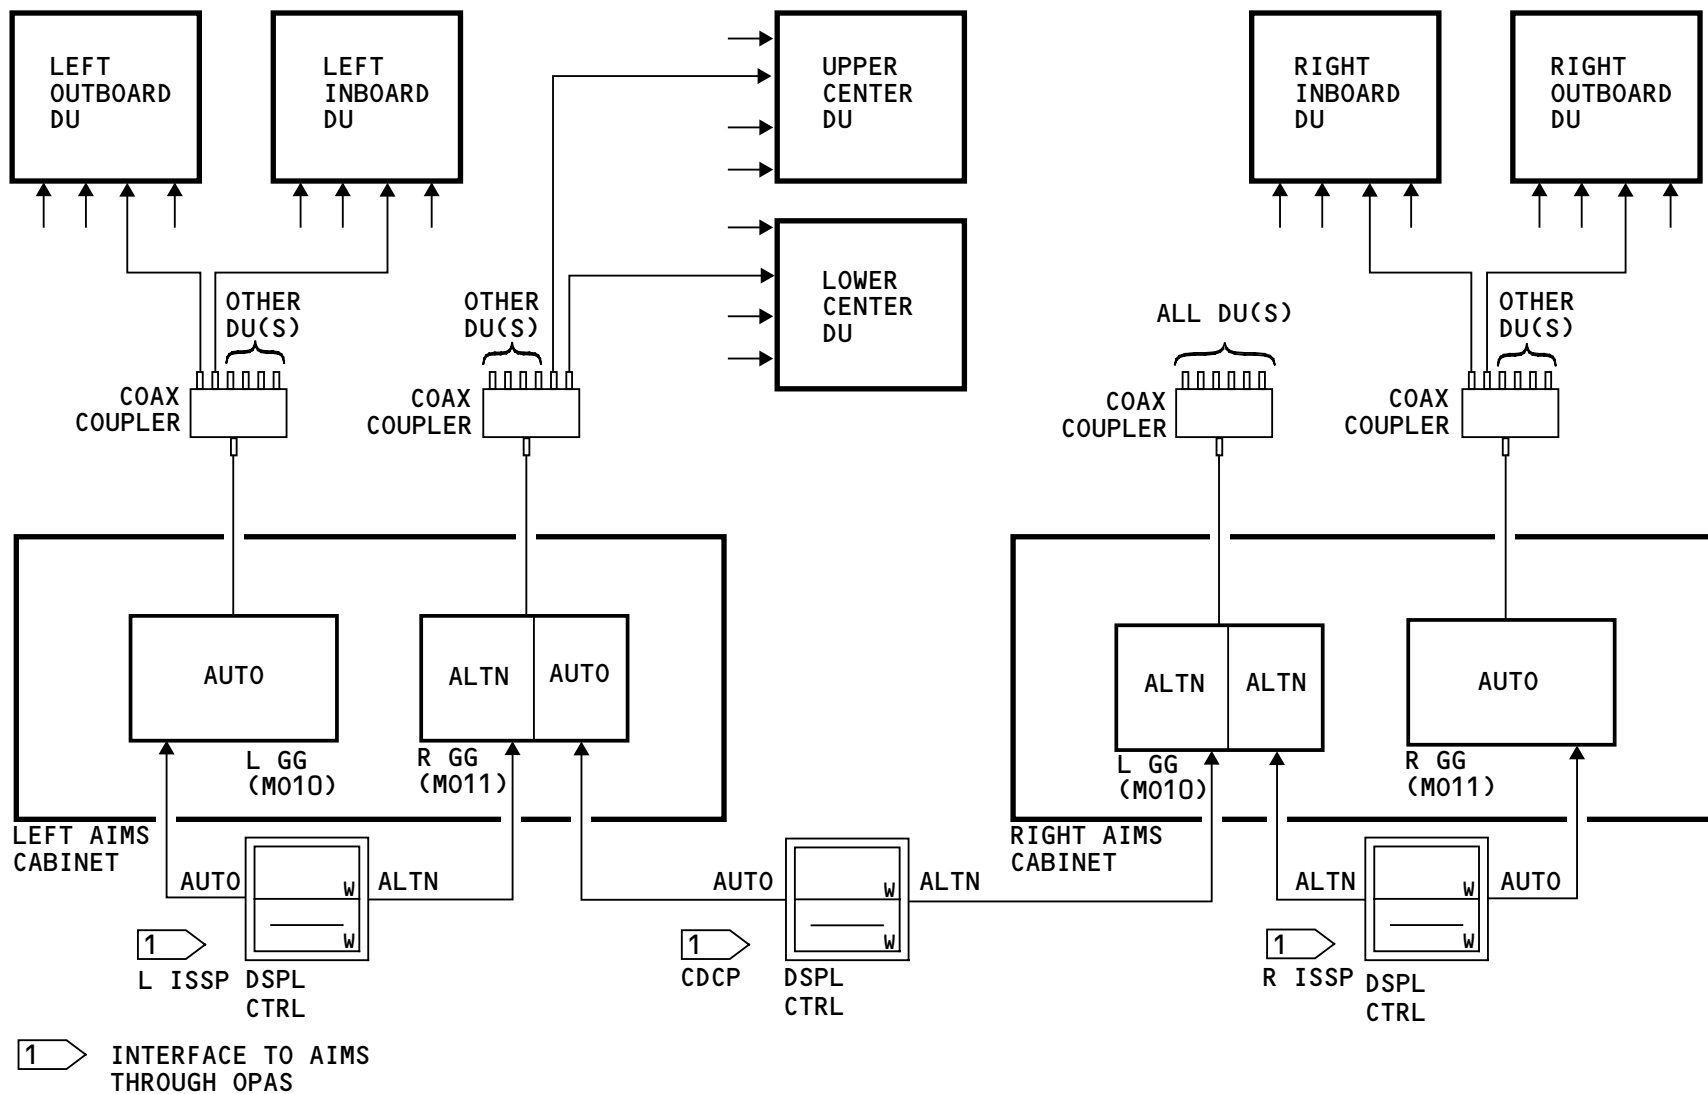 LEFT
OUTBOARD
DU
LEFT
INBOARD
DU
UPPER
CENTER
DU
RIGHT
INBOARD
DU
RIGHT
OUTBOARD
DU
LOWER
CENTER
DU
OTHER
DU(S)
OTHER
DU(S)
ALL DU(S)
OTHER
DU(S)
COAX
COUPLER
COAX
COUPLER
COAX
COUPLER
COAX
COUPLER
AUTO
ALTN
AUTO
ALTN
ALTN
AUTO
L GG
(M010)
R GG
(M011)
L GG
(M010)
R GG
(M011)
LEFT AIMS
CABINET
RIGHT AIMS
CABINET
AUTO
W
W
ALTN
AUTO
W
W
ALTN
ALTN
W
W
AUTO
1
L ISSP
DSPL
CTRL
1
CDCP
DSPL
CTRL
1
R ISSP
DSPL
CTRL
1 INTERFACE TO AIMS
THROUGH OPAS